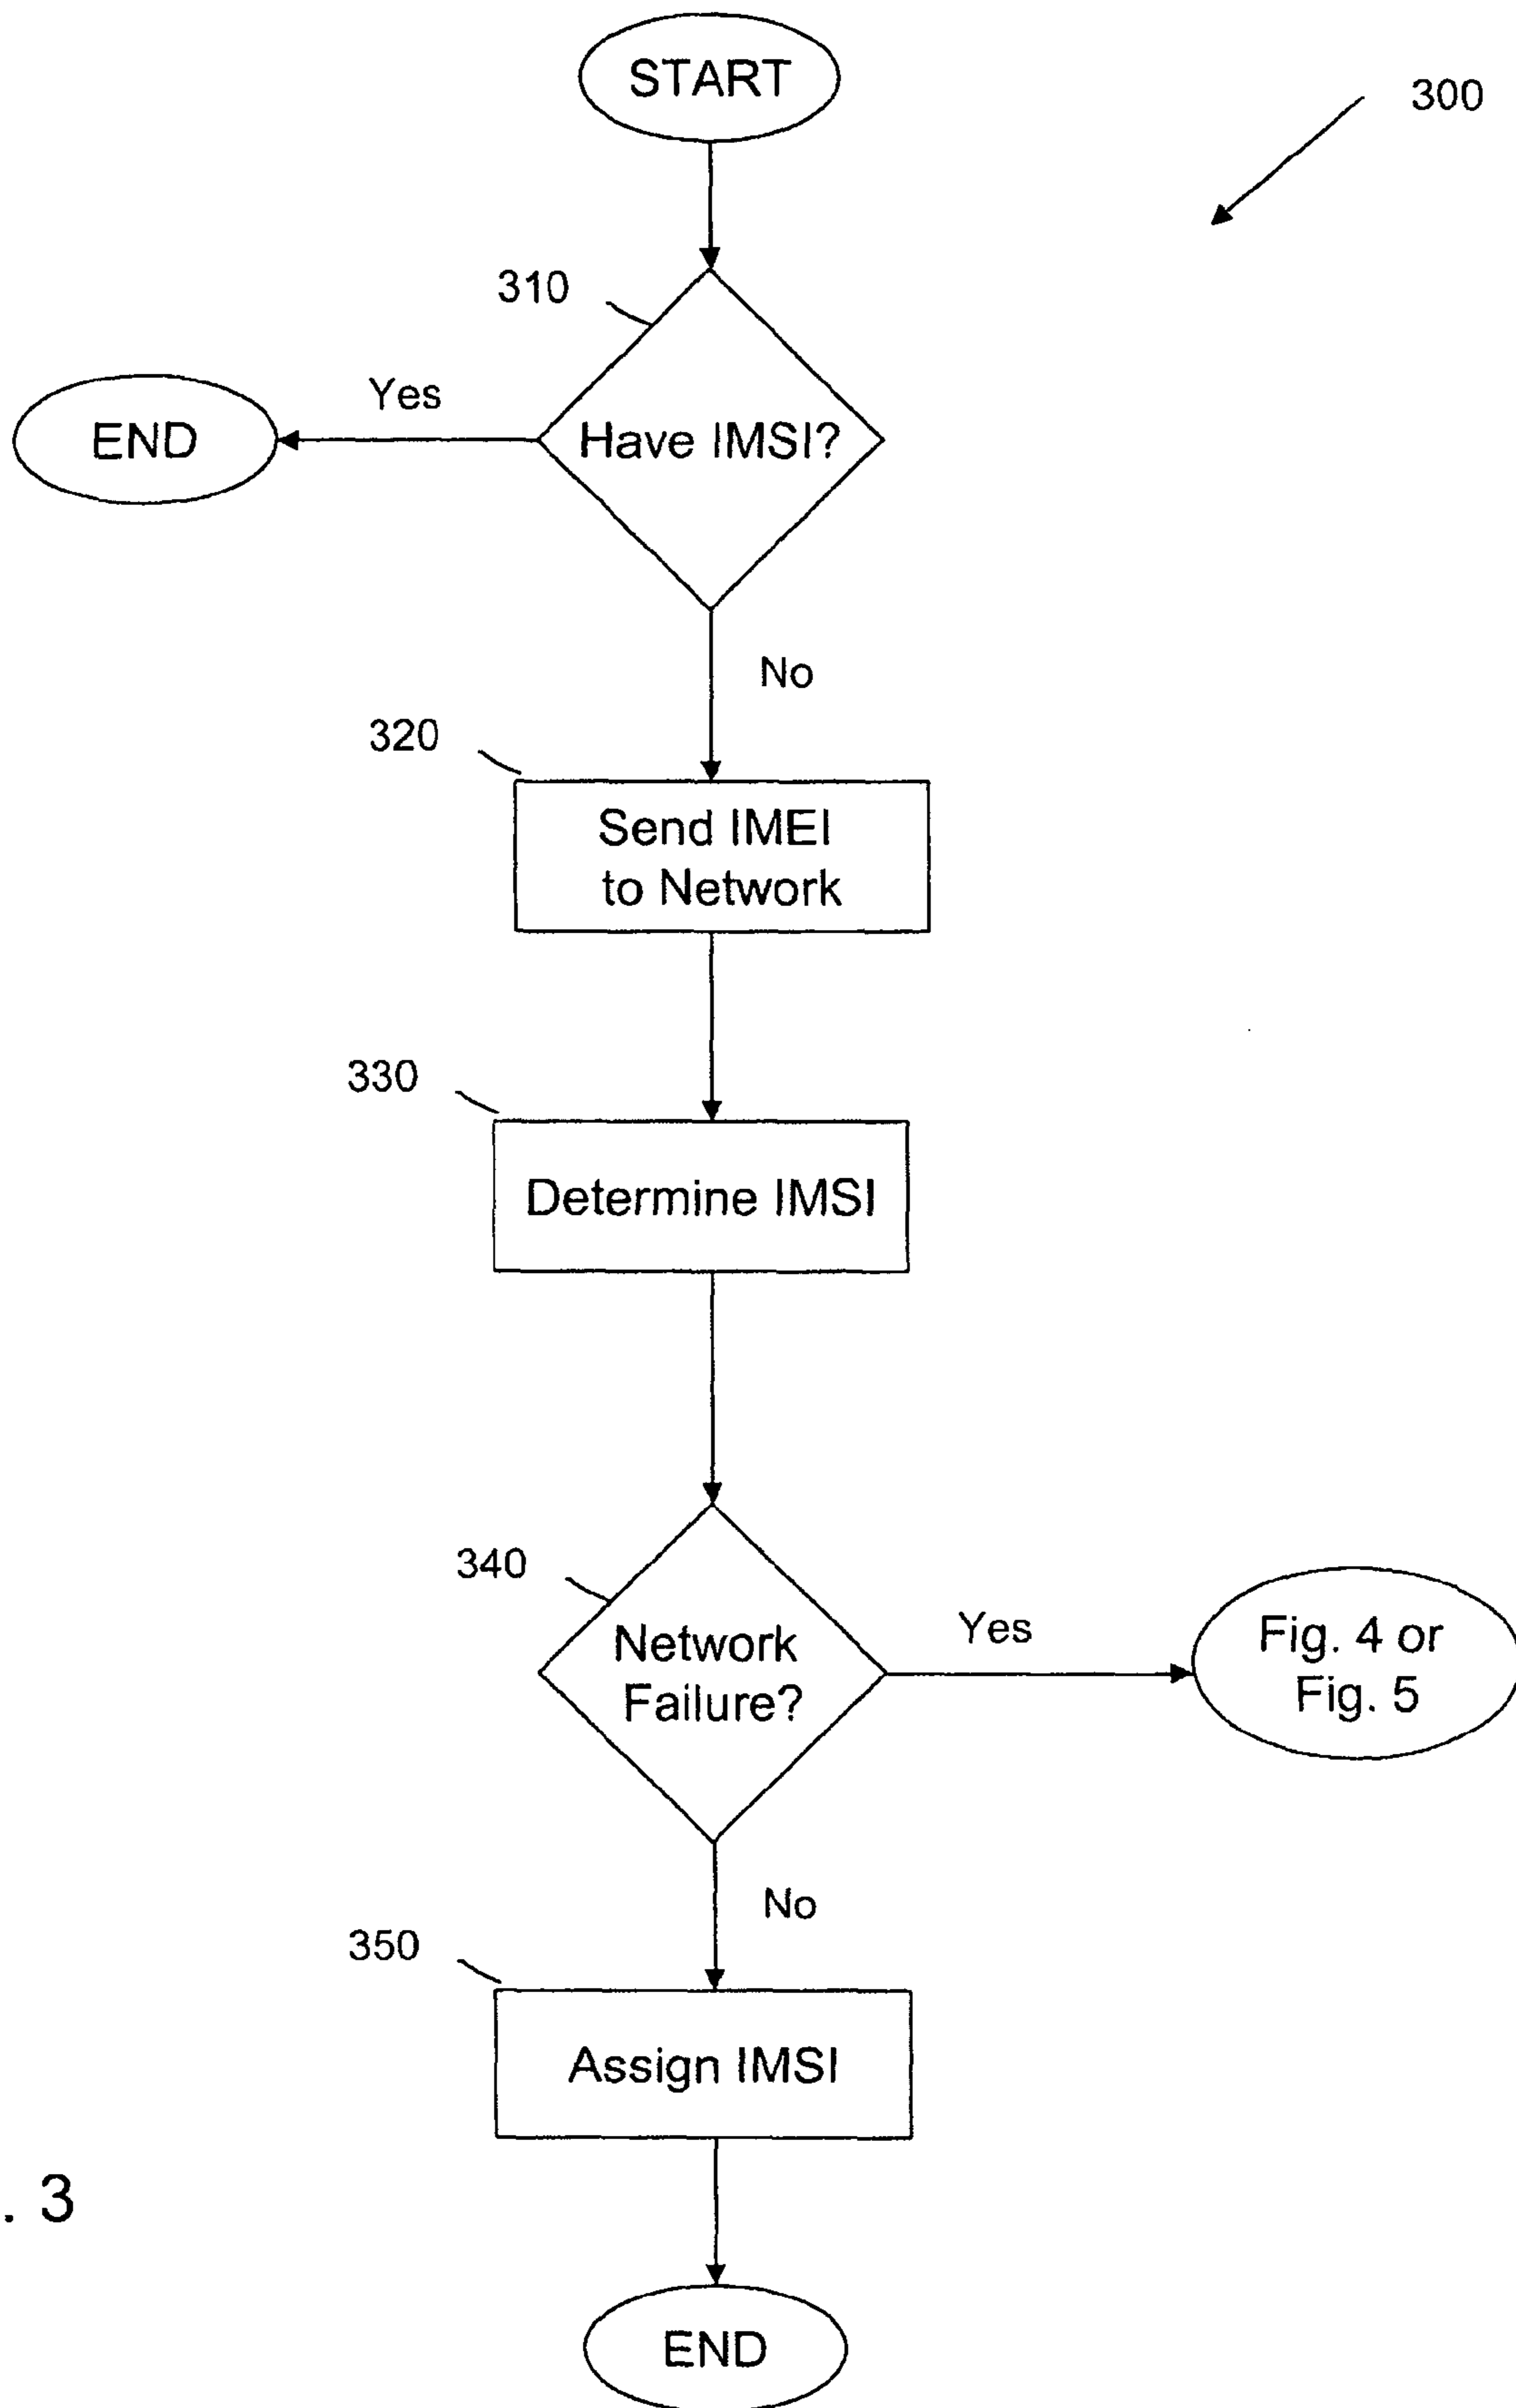 START
300
310
Yes
END
Have IMSI?
No
320
Send IMEI
to Network
330
Determine IMSI
340
Network
Failure?
Yes
Fig. 4 or
Fig. 5
No
350
Assign IMSI
. 3
END